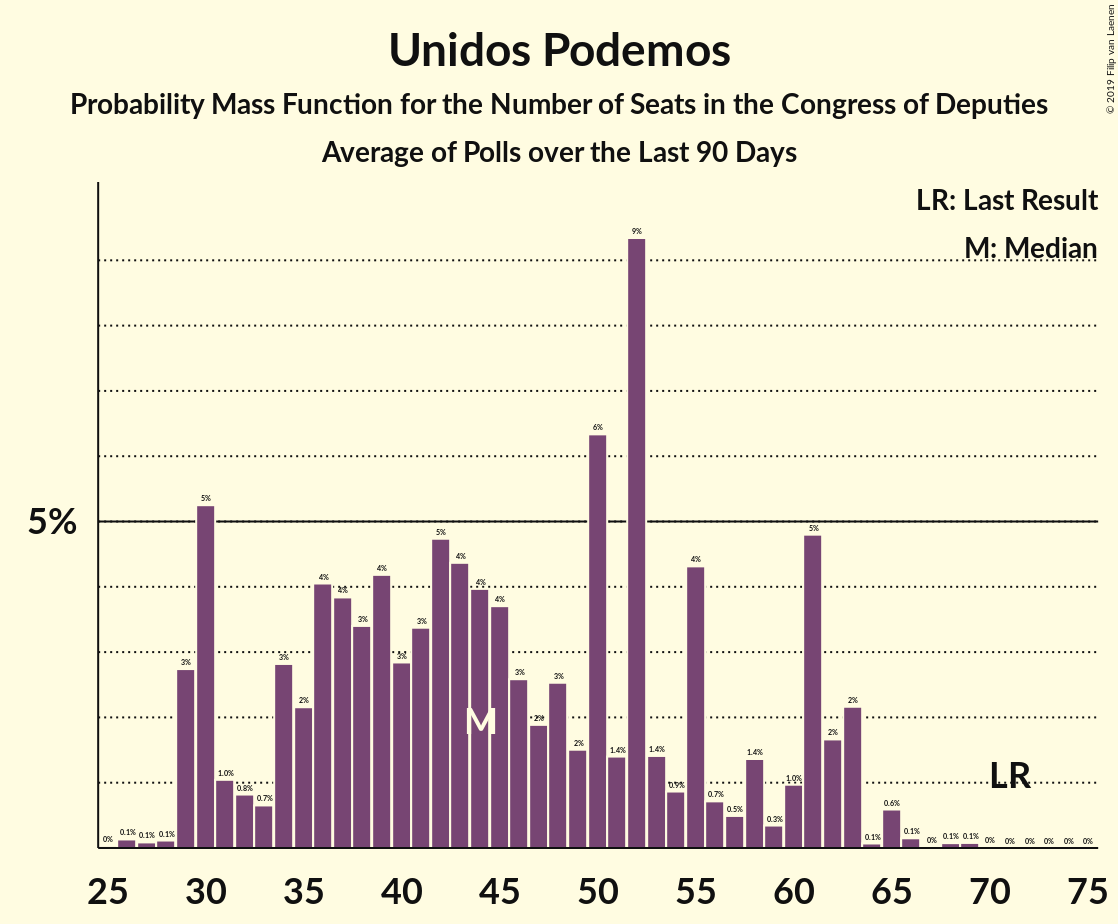 Unidos Podemos
Probability Mass Function for the Number of Seats in the Congress of Deputies
Average of Polls over the Last 90 Days
© 2019 Filip van Laenen
LR: Last Result
M: Median
5%
0% 0.1% 0.1% 0.1% 3% 5% 1.0% 0.8% 0.7% 3% 2% 4% 4% 3% 4% 3% 3% 5% 4% 4% 4% 3% 2% 3% 2% 6% 1.4% 9% 1.4% 0.9% 4% 0.7% 0.5% 1.4% 0.3% 1.0% 5% 2% 2% 0.1% 0.6% 0.1% 0% 0.1% 0.1% 0% 0% 0% 0% 0% 0%
M
LR
25 30 35 40 45 50 55 60 65 70 75